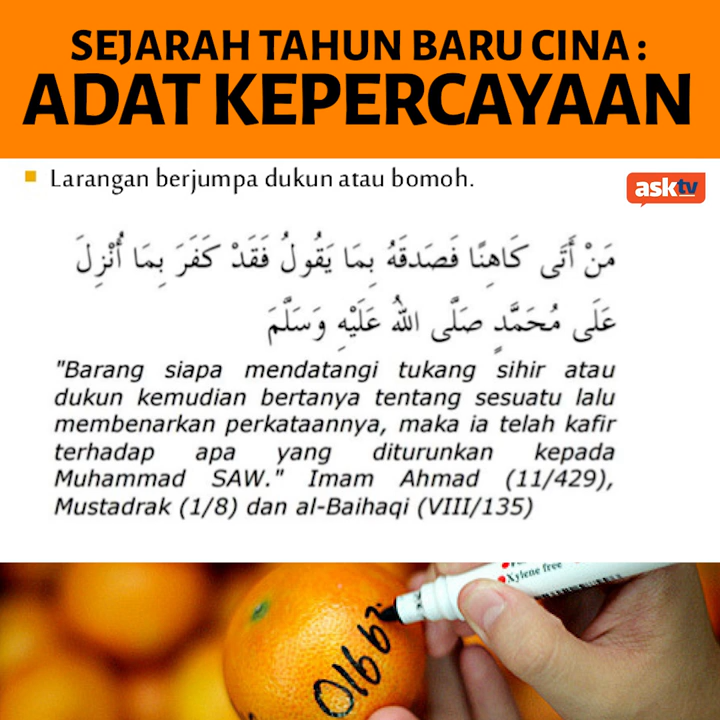 SEJARAH TAHUN BARU CINA :
ADAT KEPERCAYAAN
Larangan berjumpa dukun atau bomoh.
asktv
مَنْ أَتَى كَاهِنًا فَصَدقَهُ بِمَا يَقُولُ فَقَدْ كَفَرَ بِمَا أُنْزِلَ
عَلَى مُحَمَّدٍ صَلَّى اللهُ عَلَيْهِ وَسَلَّمَ
"Barang siapa mendatangi tukang sihir atau
dukun kemudian bertanya tentang sesuatu lalu
membenarkan perkataannya, maka ia telah kafir
terhadap apa yang diturunkan kepada
Muhammad SAW." Imam Ahmad (11/429),
Mustadrak (1/8) dan al-Baihaqi (VIII/135)
Xylene free